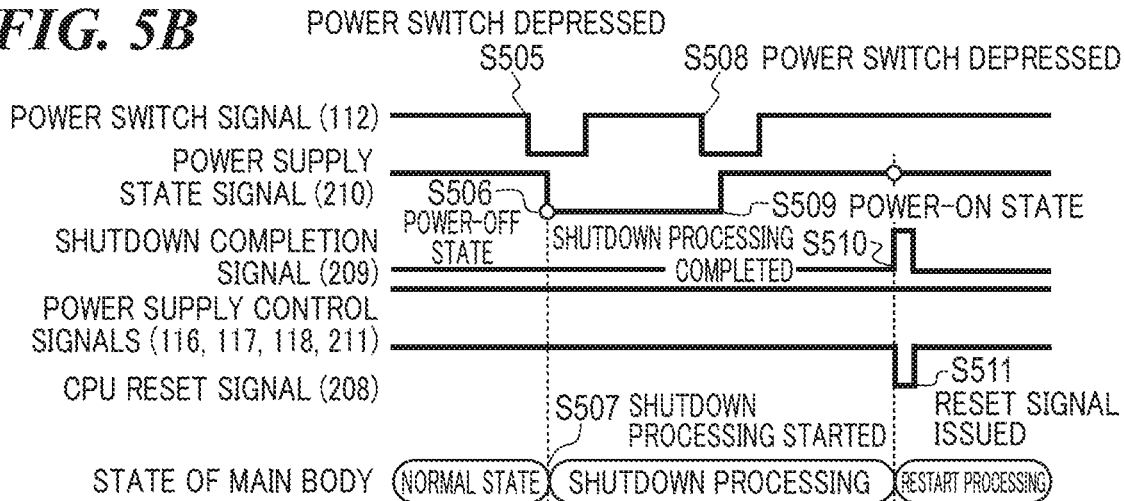 FIG. 5B
POWER SWITCH DEPRESSED
S505
S508 POWER SWITCH DEPRESSED
POWER SWITCH SIGNAL (112)
POWER SUPPLY
STATE SIGNAL (210)
S506
POWER-OFF
STATE
S509 POWER-ON STATE
SHUTDOWN COMPLETION
SIGNAL (209)
SHUTDOWN PROCESSING
COMPLETED
S510
POWER SUPPLY CONTROL
SIGNALS (116, 117, 118, 211)
CPU RESET SIGNAL (208)
S511
RESET SIGNAL
ISSUED
S507 SHUTDOWN
PROCESSING STARTED
STATE OF MAIN BODY
NORMAL STATE
SHUTDOWN PROCESSING
RESTART PROCESSING